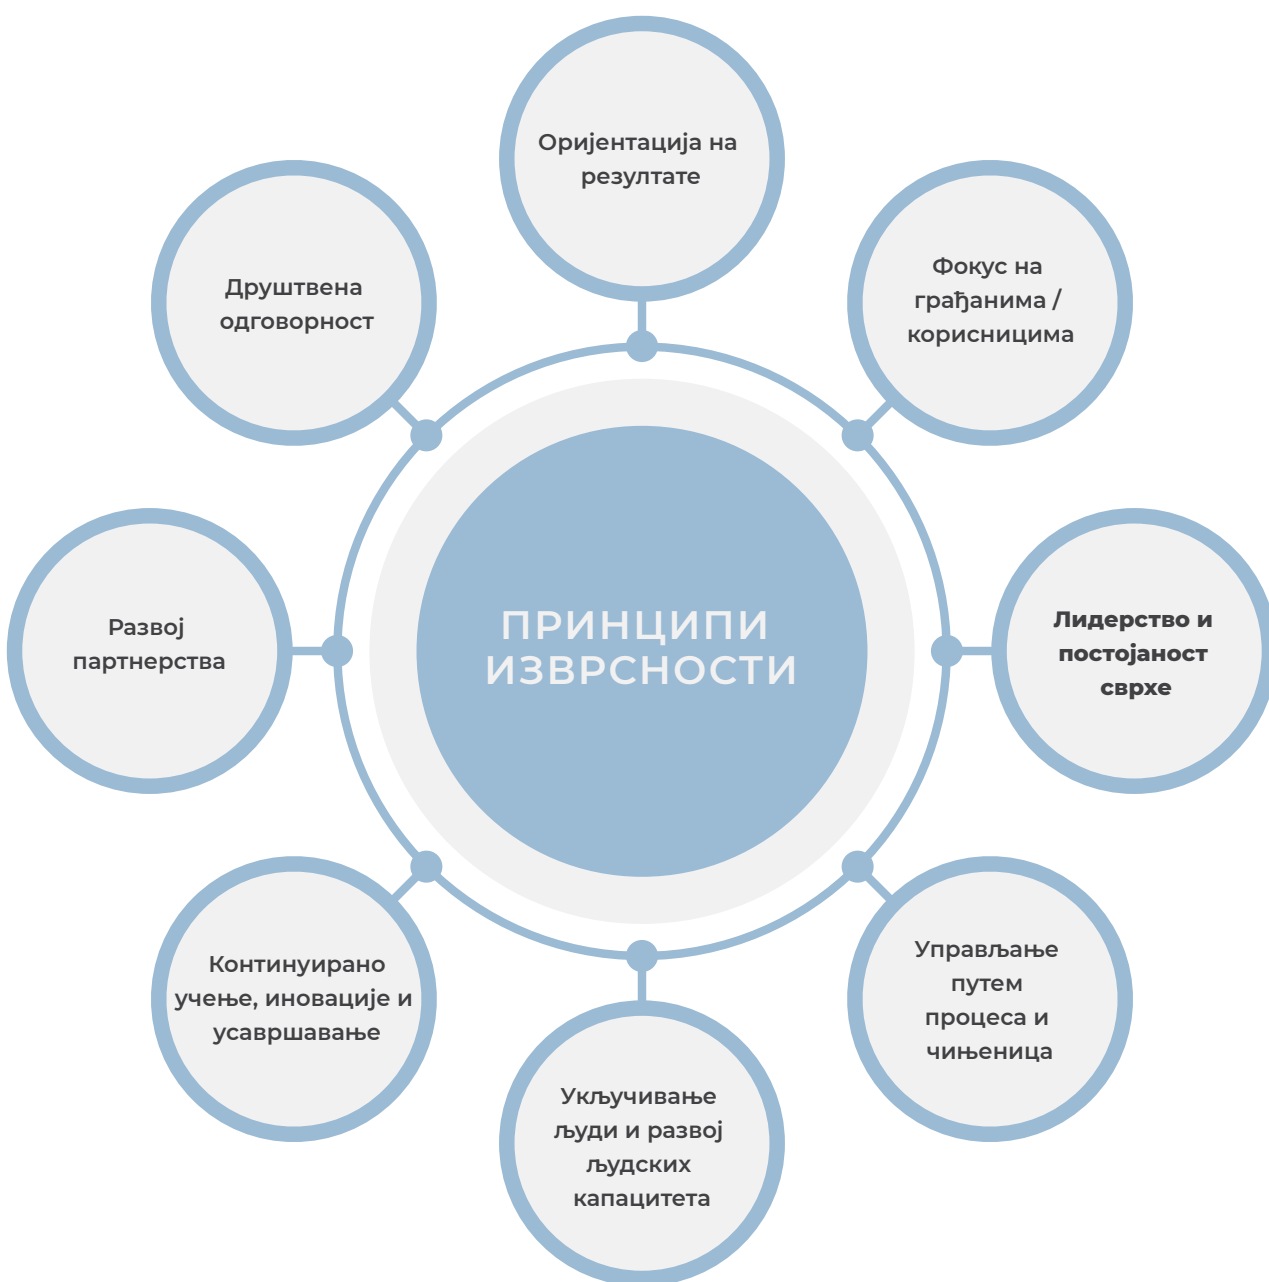 Оријентација на
резултате
Фокус на
грађанима /
корисницима
Друштвена
одговорност
Лидерство и
постојаност
сврхе
ПРИНЦИПИ
ИЗВРСНОСТИ
Развој
партнерства
Управљање
путем
процеса и
чињеница
Континуирано
учење, иновације и
усавршавање
Укључивање
људи и развој
људских
капацитета